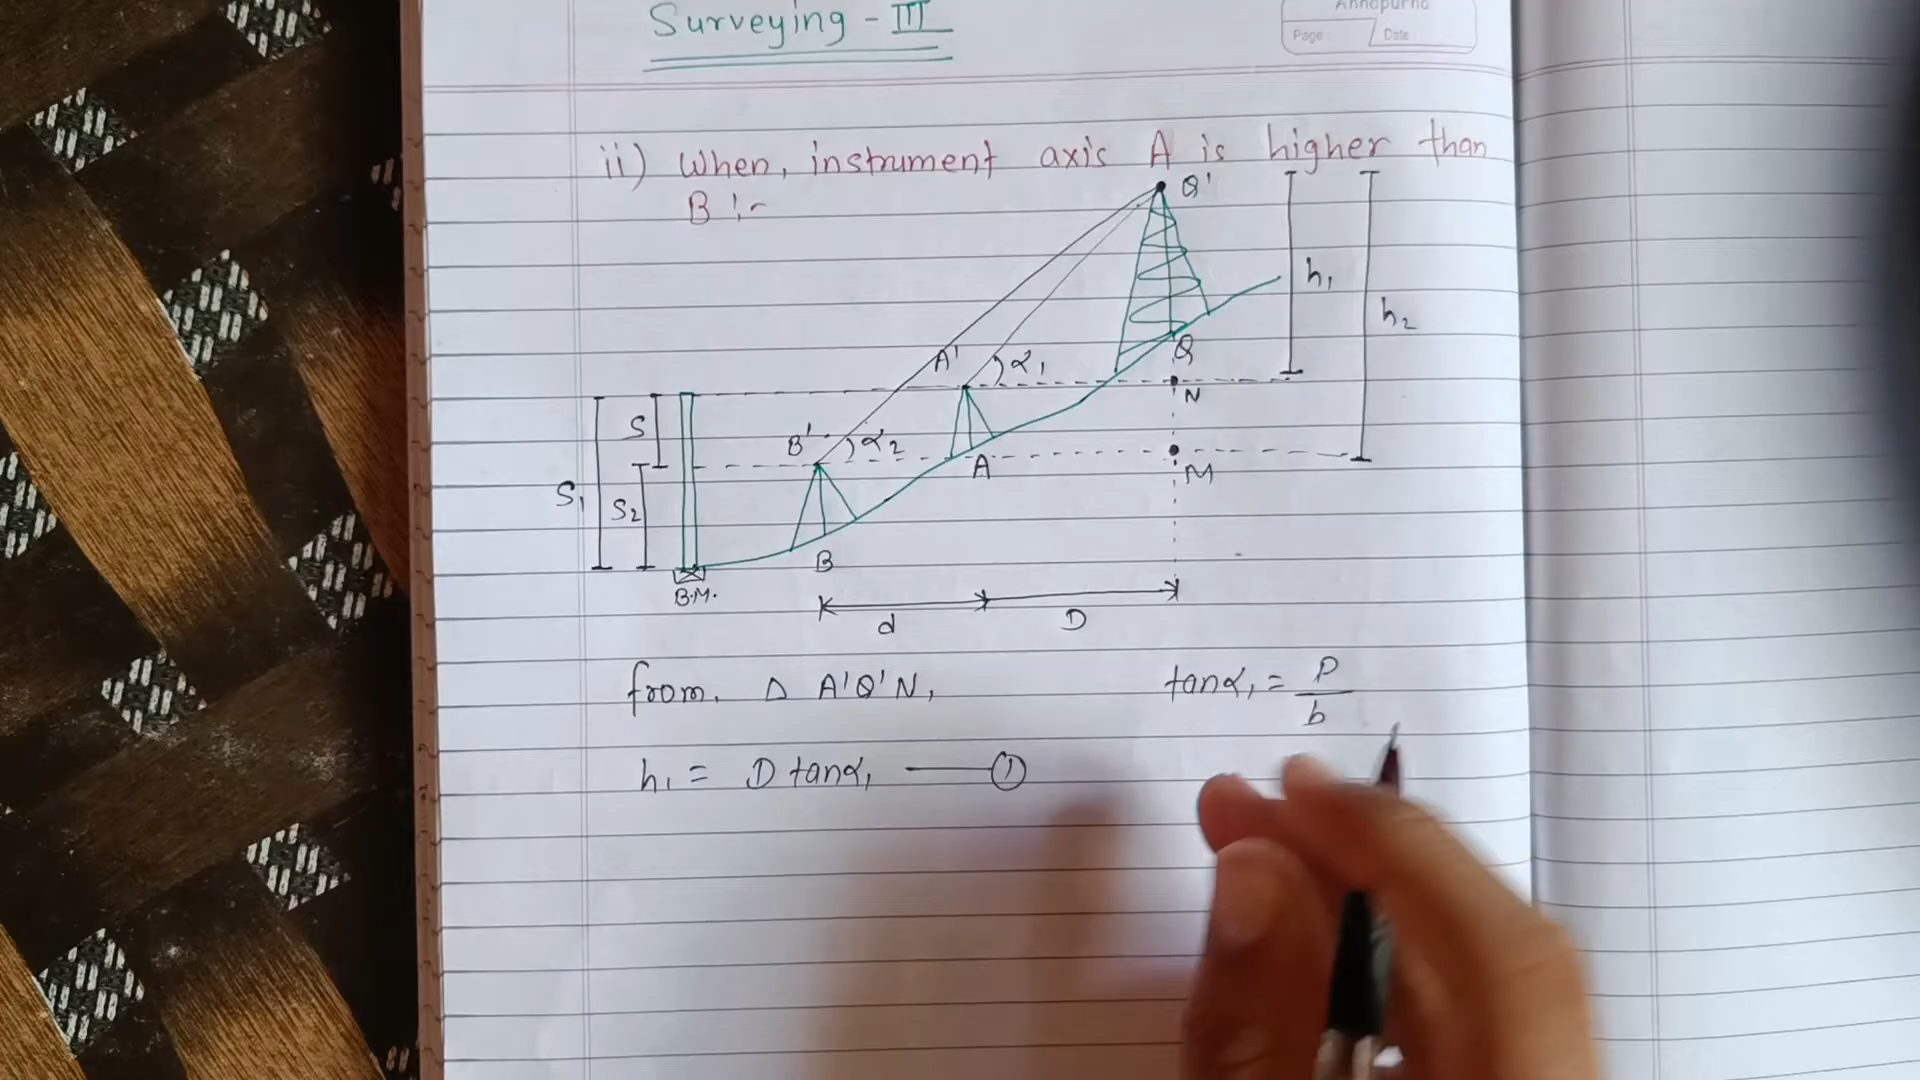 Surveying - III
Annapurna
Page :
Date
ii) When, instrument axis A is higher than
B :-
Q'
h₁
h₂
A'
α₁
Q
N
S
B'
α₂
A
M
S₁
S₂
B
B.M.
d
D
from, Δ A'Q'N,
tanα₁ = P/b
h₁ = D tanα₁ —— ①